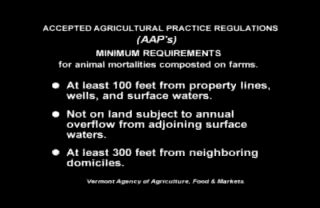 ACCEPTED AGRICULTURAL PRACTICE REGULATIONS
(AAP's)
MINIMUM REQUIREMENTS
for animal mortalities composted on farms.
● At least 100 feet from property lines,
wells, and surface waters.
● Not on land subject to annual
overflow from adjoining surface
waters.
● At least 300 feet from neighboring
domiciles.
Vermont Agency of Agriculture, Food & Markets